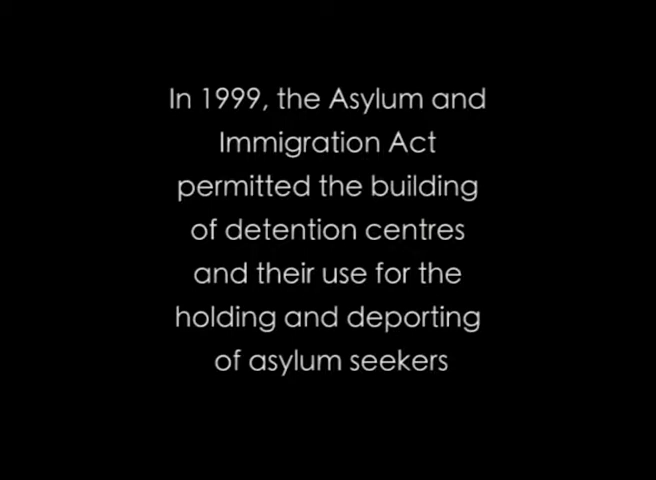 In 1999, the Asylum and
Immigration Act
permitted the building
of detention centres
and their use for the
holding and deporting
of asylum seekers